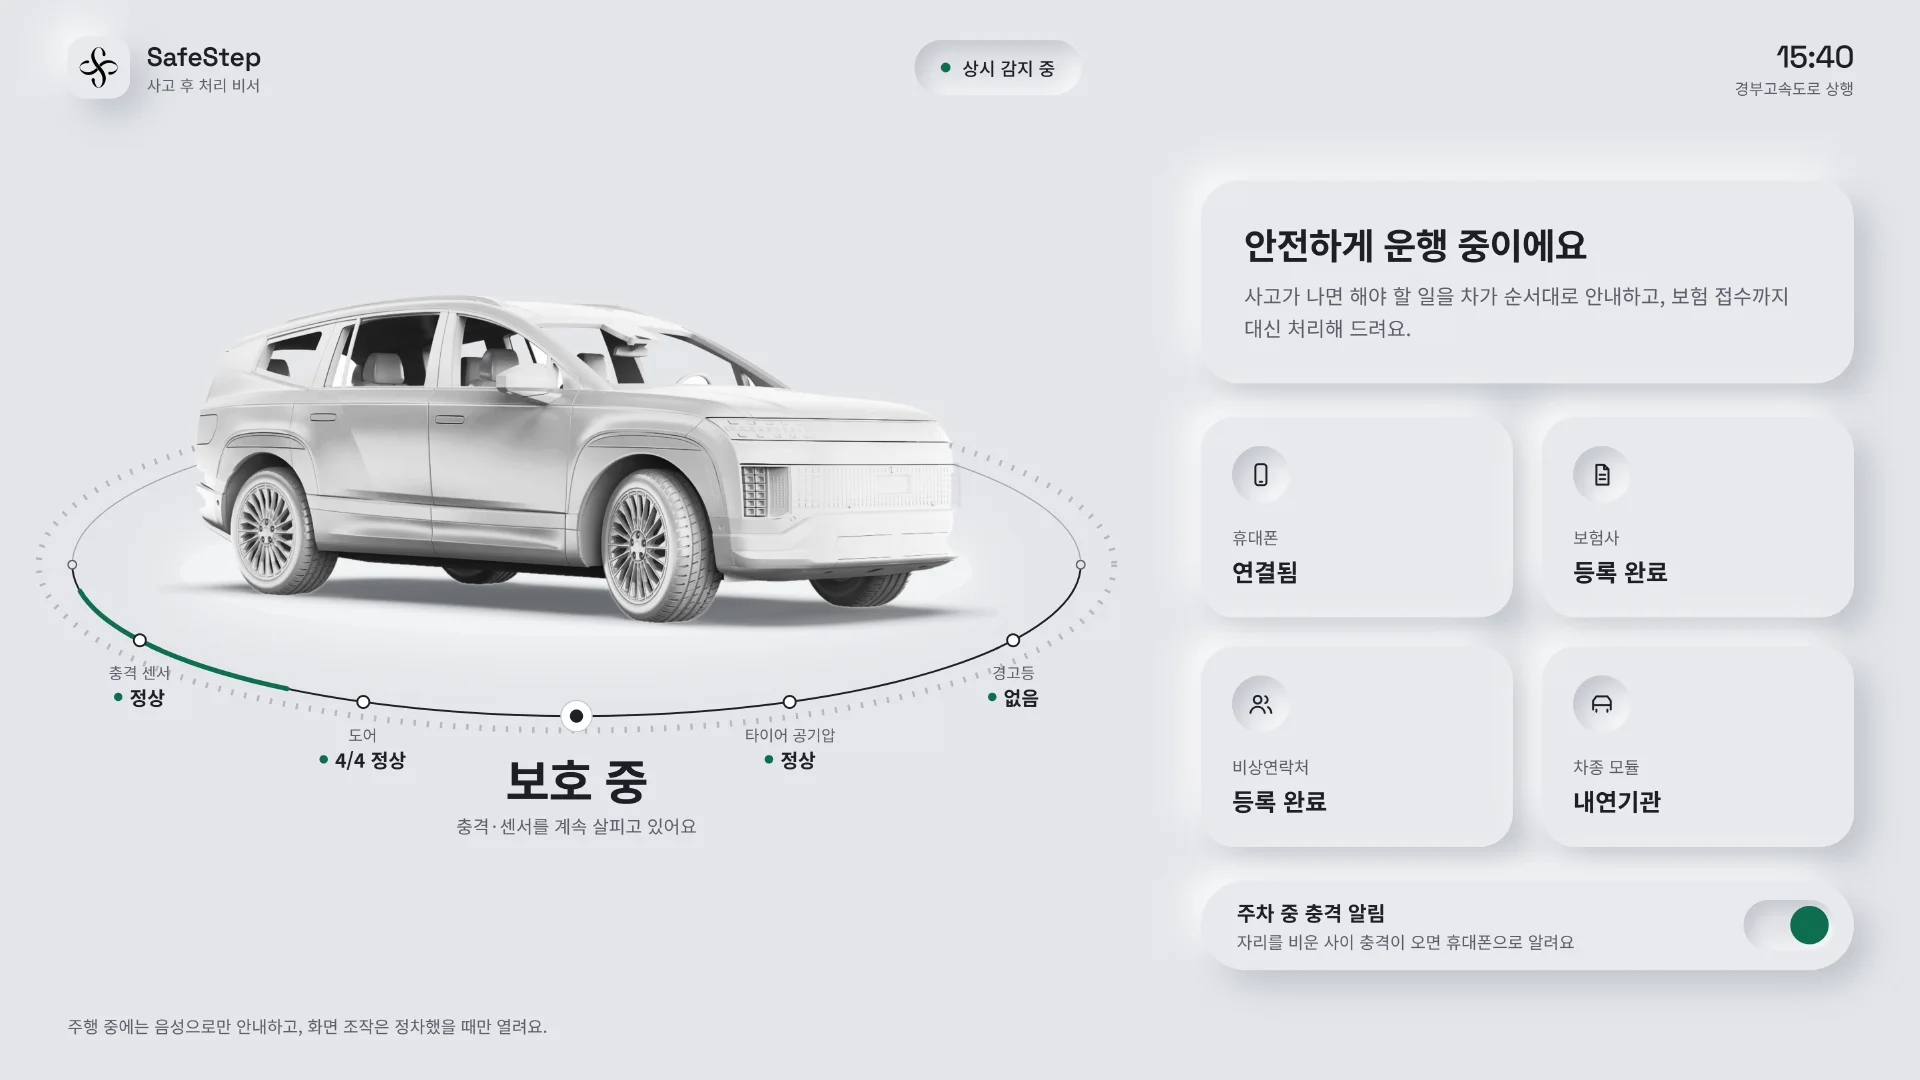 SafeStep
사고 후 처리 비서
상시 감지 중
15:40
경부고속도로 상행
안전하게 운행 중이에요
사고가 나면 해야 할 일을 차가 순서대로 안내하고, 보험 접수까지
대신 처리해 드려요.
휴대폰
연결됨
보험사
등록 완료
비상연락처
등록 완료
차종 모듈
내연기관
주차 중 충격 알림
자리를 비운 사이 충격이 오면 휴대폰으로 알려요
충격 센서
정상
도어
4/4 정상
보호 중
충격·센서를 계속 살피고 있어요
타이어 공기압
정상
경고등
없음
주행 중에는 음성으로만 안내하고, 화면 조작은 정차했을 때만 열려요.